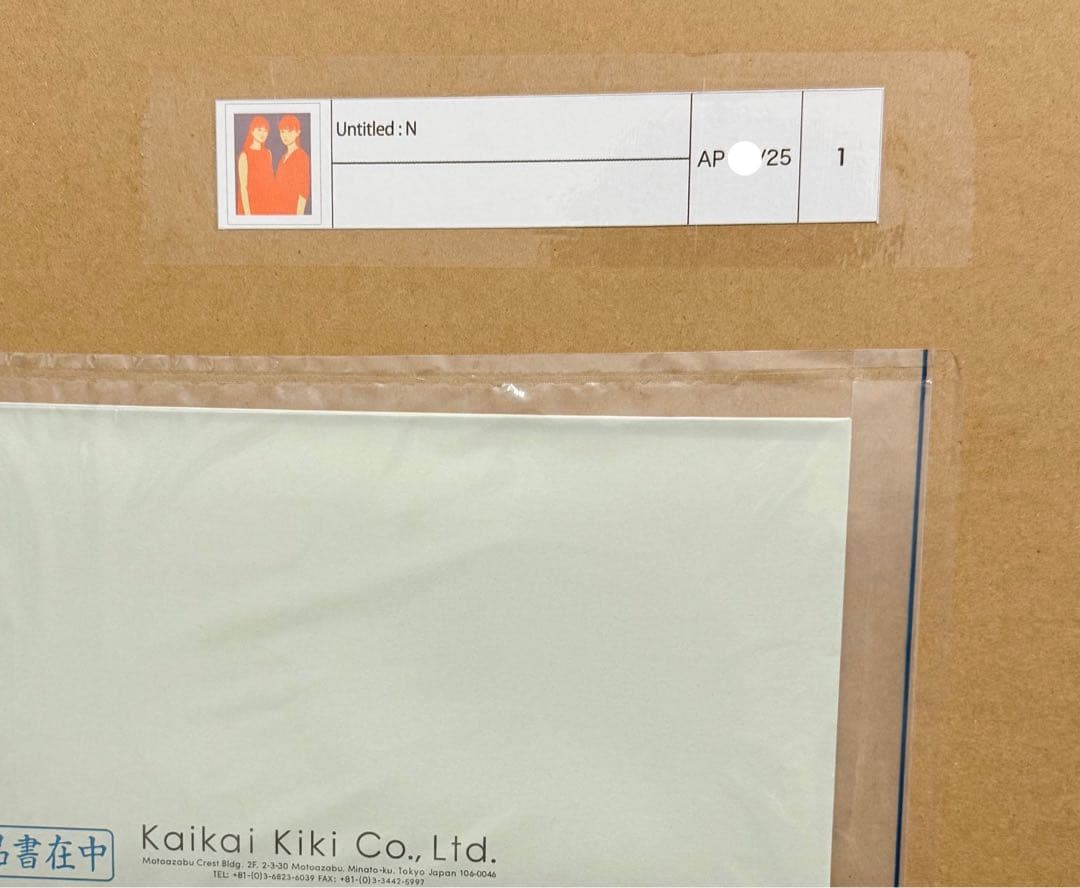 Untitled : N
AP /25
1
書在中
Kaikai Kiki Co., Ltd.
Motoazabu Crest Bldg. 2F, 2-3-30 Motoazabu, Minato-ku, Tokyo Japan 106-0046
TEL: +81-(0)3-6823-6039 FAX: +81-(0)3-3442-5997